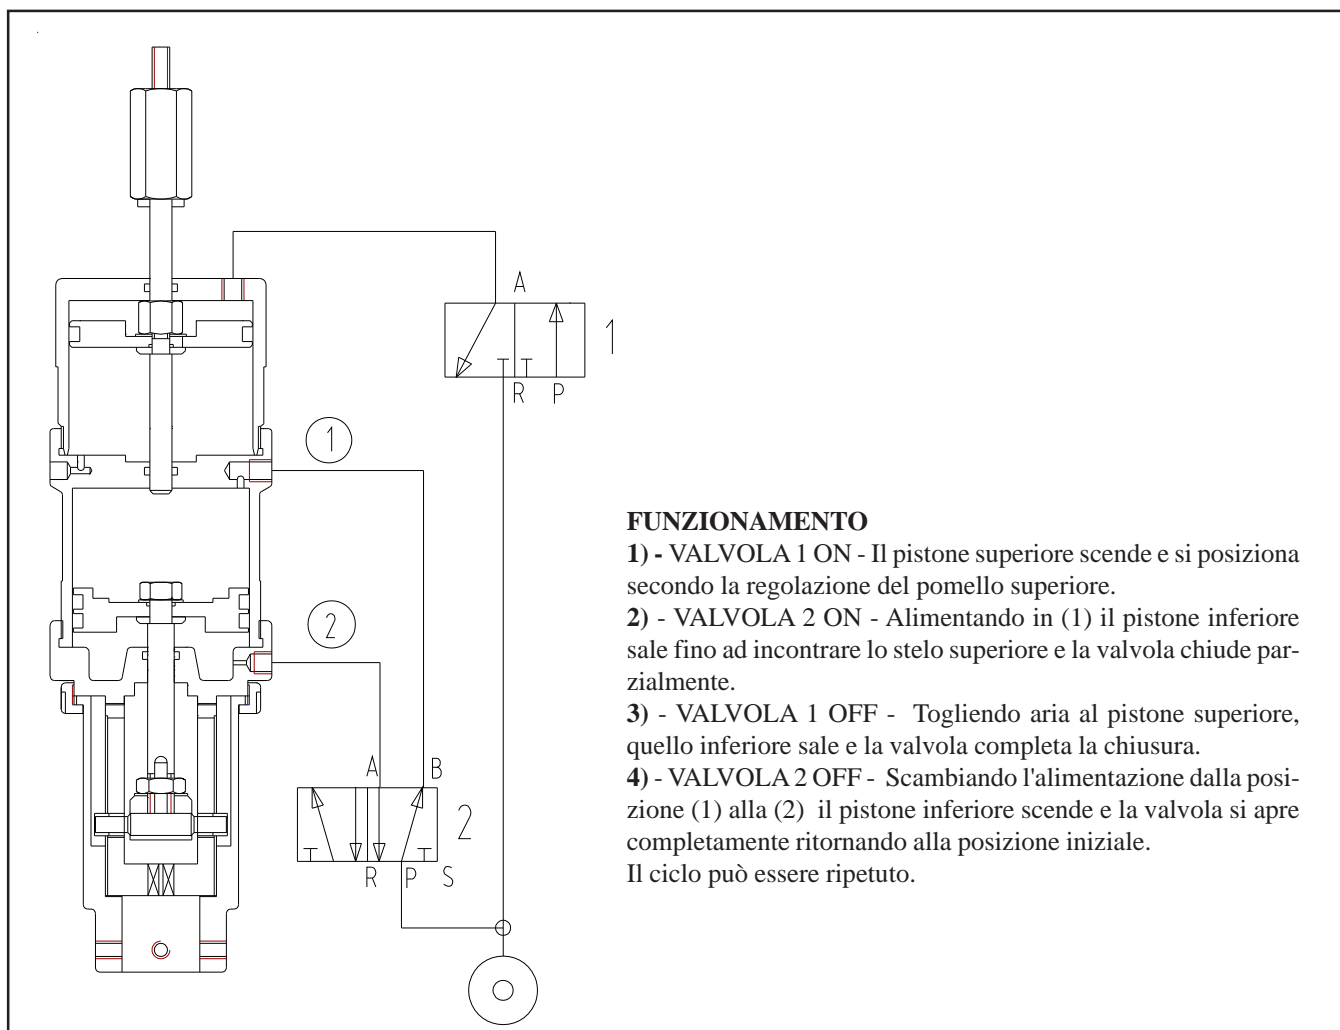 A
1
R P
1
2
A B
2
R P S
FUNZIONAMENTO
1) - VALVOLA 1 ON - Il pistone superiore scende e si posiziona
secondo la regolazione del pomello superiore.
2) - VALVOLA 2 ON - Alimentando in (1) il pistone inferiore
sale fino ad incontrare lo stelo superiore e la valvola chiude par-
zialmente.
3) - VALVOLA 1 OFF - Togliendo aria al pistone superiore,
quello inferiore sale e la valvola completa la chiusura.
4) - VALVOLA 2 OFF - Scambiando l'alimentazione dalla posi-
zione (1) alla (2) il pistone inferiore scende e la valvola si apre
completamente ritornando alla posizione iniziale.
Il ciclo può essere ripetuto.